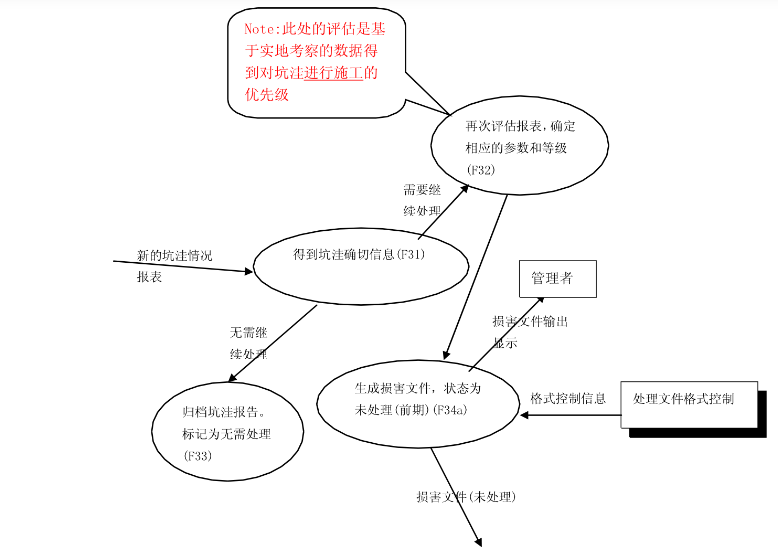 Note:此处的评估是基
于实地考察的数据得
到对坑洼进行施工的
优先级
再次评估报表，确定
相应的参数和等级
(F32)
需要继
续处理
新的坑洼情况
报表
得到坑洼确切信息(F31)
管理者
损害文件输出
显示
无需继
续处理
归档坑洼报告。
标记为无需处理
(F33)
生成损害文件，状态为
未处理(前期)(F34a)
格式控制信息
处理文件格式控制
损害文件(未处理)